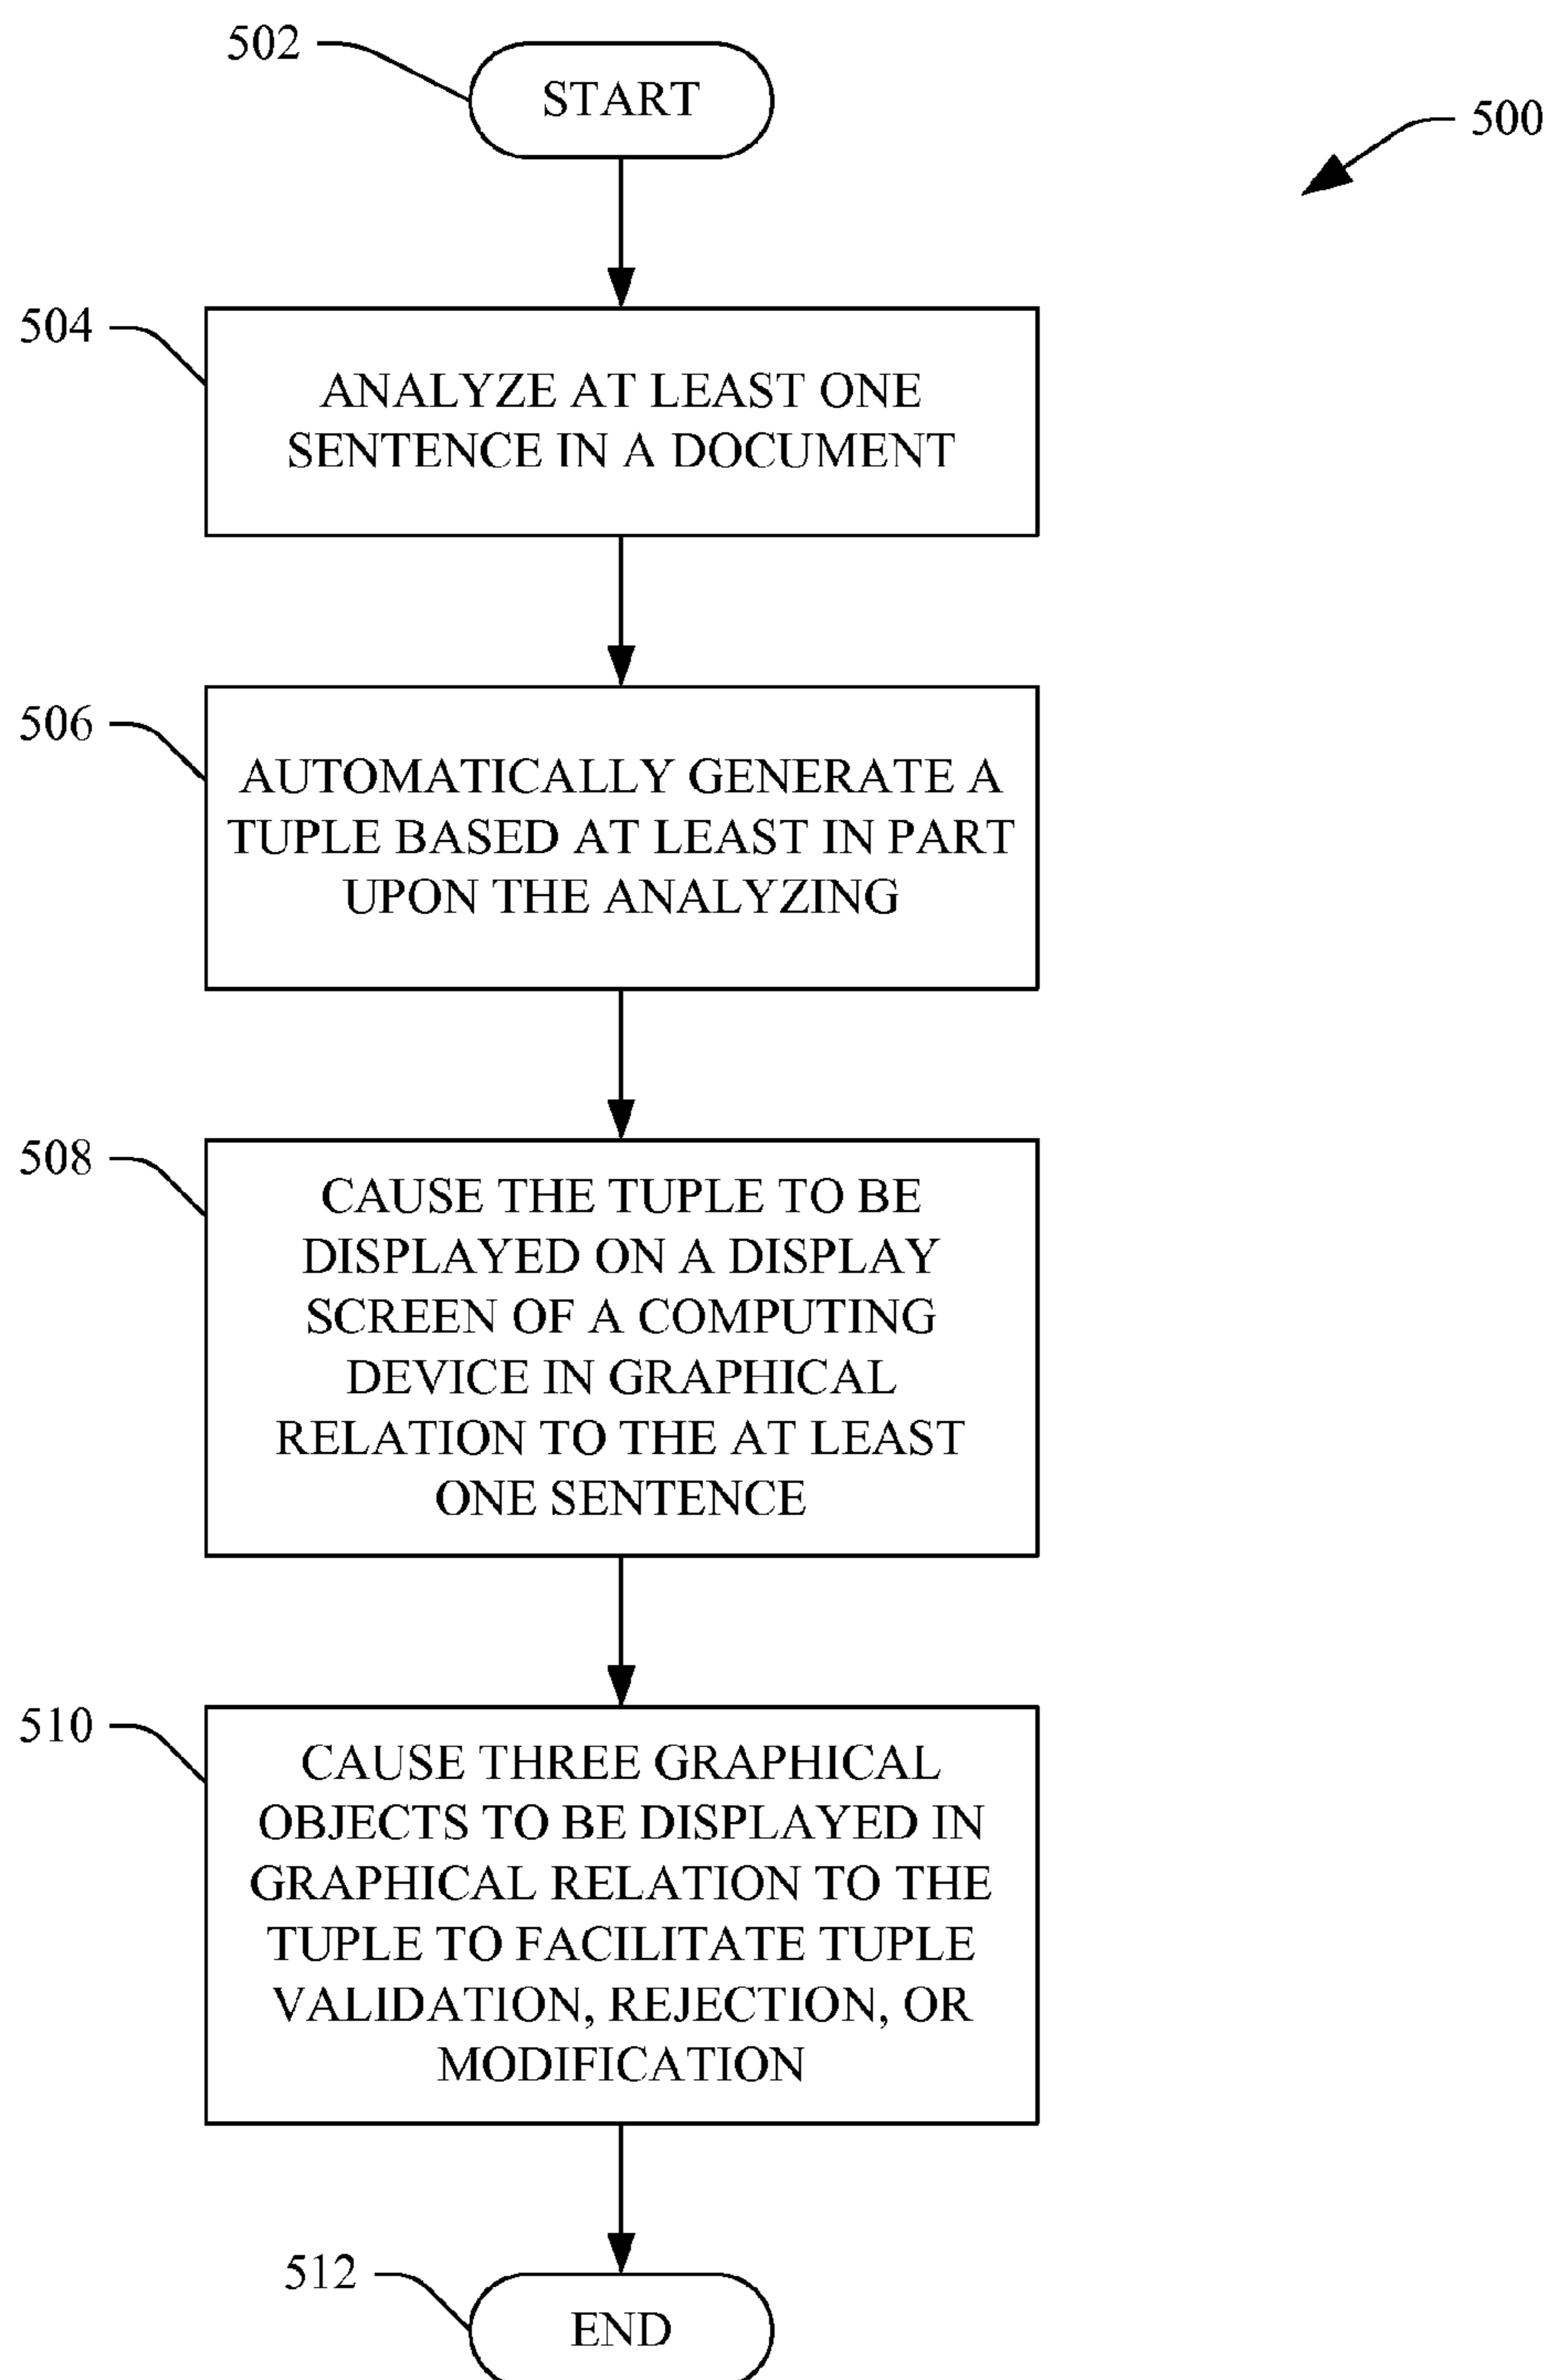 502
START
500
504
ANALYZE AT LEAST ONE
SENTENCE IN A DOCUMENT
506
AUTOMATICALLY GENERATE A
TUPLE BASED AT LEAST IN PART
UPON THE ANALYZING
508
CAUSE THE TUPLE TO BE
DISPLAYED ON A DISPLAY
SCREEN OF A COMPUTING
DEVICE IN GRAPHICAL
RELATION TO THE AT LEAST
ONE SENTENCE
510
CAUSE THREE GRAPHICAL
OBJECTS TO BE DISPLAYED IN
GRAPHICAL RELATION TO THE
TUPLE TO FACILITATE TUPLE
VALIDATION, REJECTION, OR
MODIFICATION
512
END